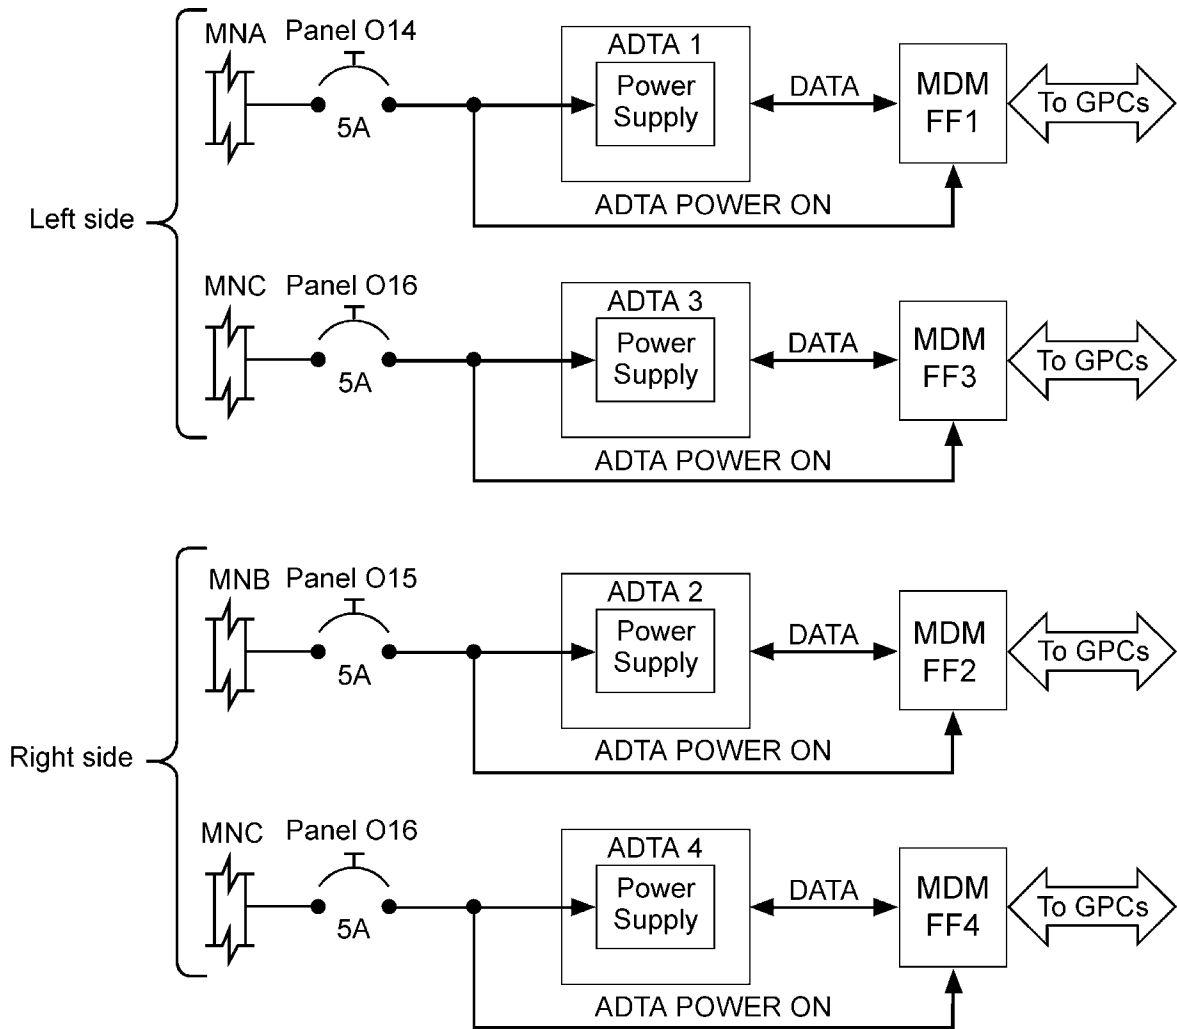 MNA
Panel O14
5A
ADTA 1
Power
Supply
DATA
MDM
FF1
To GPCs
ADTA POWER ON
Left side
MNC
Panel O16
5A
ADTA 3
Power
Supply
DATA
MDM
FF3
To GPCs
ADTA POWER ON
MNB
Panel O15
5A
ADTA 2
Power
Supply
DATA
MDM
FF2
To GPCs
ADTA POWER ON
Right side
MNC
Panel O16
5A
ADTA 4
Power
Supply
DATA
MDM
FF4
To GPCs
ADTA POWER ON